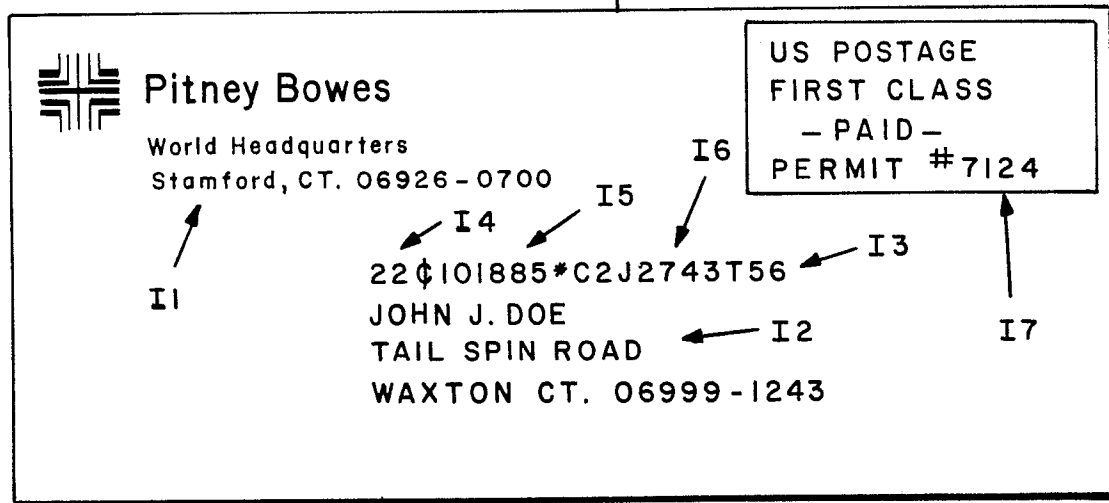 Pitney Bowes
World Headquarters
Stamford, CT. 06926-0700
US POSTAGE
FIRST CLASS
-PAID-
PERMIT #7124
I6
I5
I4
I3
22¢101885*C2J2743T56
I1
JOHN J. DOE
I2
I7
TAIL SPIN ROAD
WAXTON CT. 06999-1243